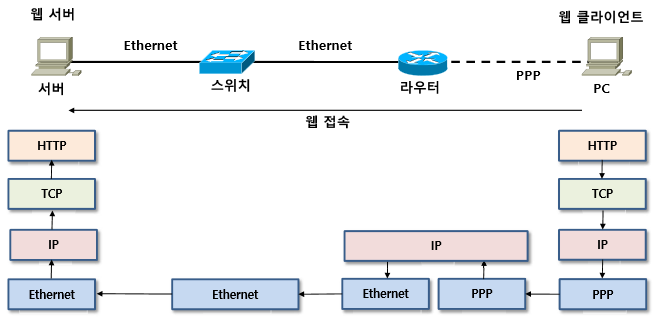 웹 서버
웹 클라이언트
Ethernet
Ethernet
PPP
서버
스위치
라우터
PC
웹 접속
HTTP
HTTP
TCP
TCP
IP
IP
IP
Ethernet
Ethernet
Ethernet
PPP
PPP